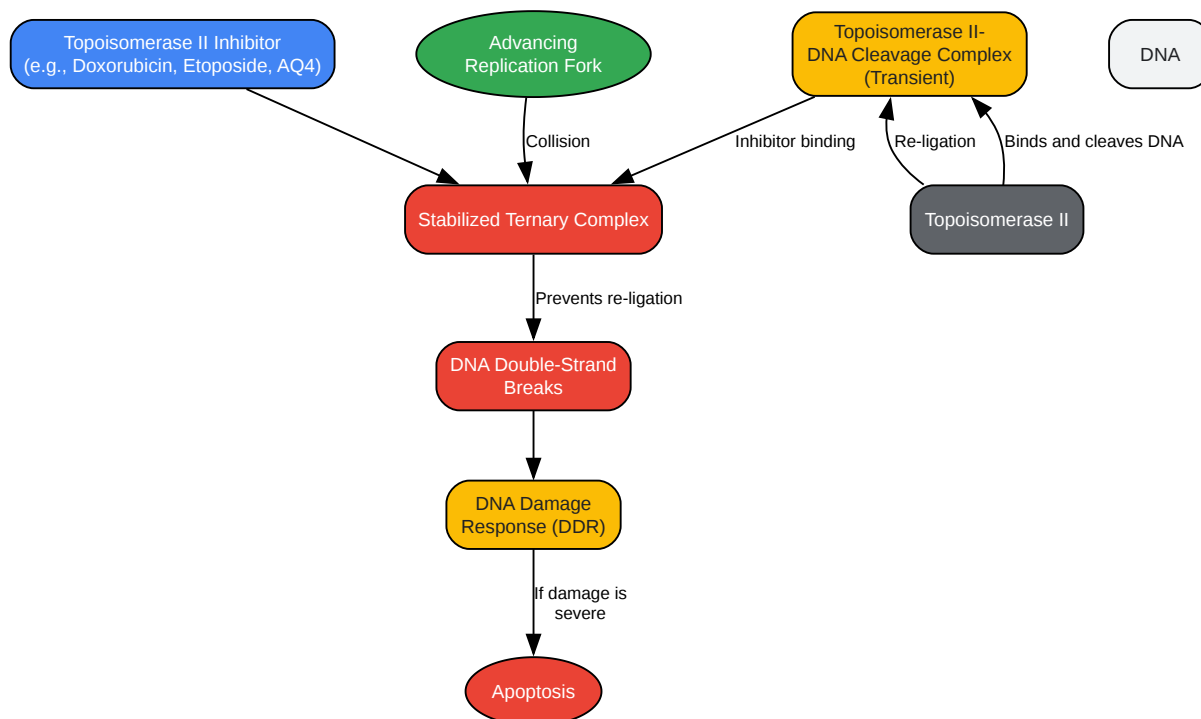 Topoisomerase II Inhibitor
(e.g., Doxorubicin, Etoposide, AQ4)
Advancing
Replication Fork
Topoisomerase II-
DNA Cleavage Complex
(Transient)
DNA
Collision
Inhibitor binding
Re-ligation
Binds and cleaves DNA
Stabilized Ternary Complex
Topoisomerase II
Prevents re-ligation
DNA Double-Strand
Breaks
DNA Damage
Response (DDR)
If damage is
severe
Apoptosis